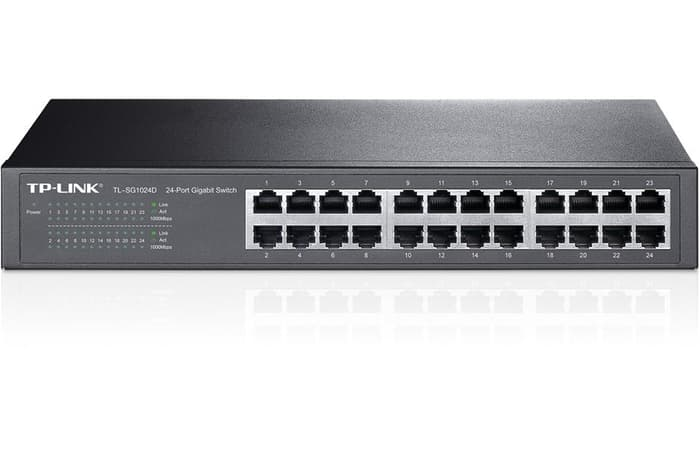 TP-LINK
TL-SG1024D 24-Port Gigabit Switch
Power
1 3 5 7 9 11 13 15 17 19 21 23
Link
Act
1000Mbps
2 4 6 8 10 12 14 16 18 20 22 24
Link
Act
1000Mbps
1 3 5 7 9 11 13 15 17 19 21 23
2 4 6 8 10 12 14 16 18 20 22 24